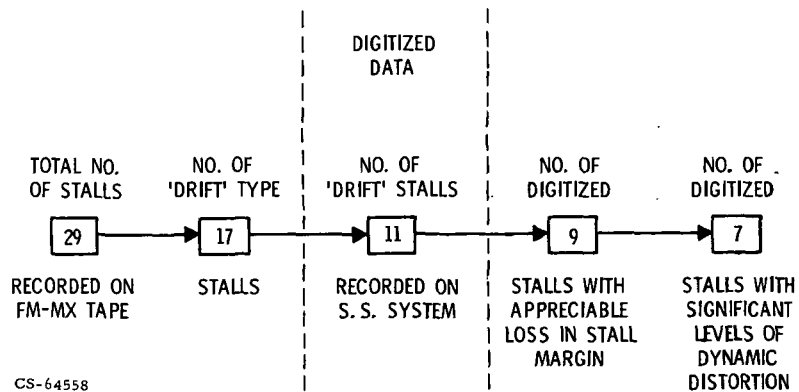 DIGITIZED
DATA
TOTAL NO.
OF STALLS
29
RECORDED ON
FM-MX TAPE
NO. OF
'DRIFT' TYPE
17
STALLS
NO. OF
'DRIFT' STALLS
11
RECORDED ON
S. S. SYSTEM
NO. OF
DIGITIZED
9
STALLS WITH
APPRECIABLE
LOSS IN STALL
MARGIN
NO. OF
DIGITIZED
7
STALLS WITH
SIGNIFICANT
LEVELS OF
DYNAMIC
DISTORTION
CS-64558